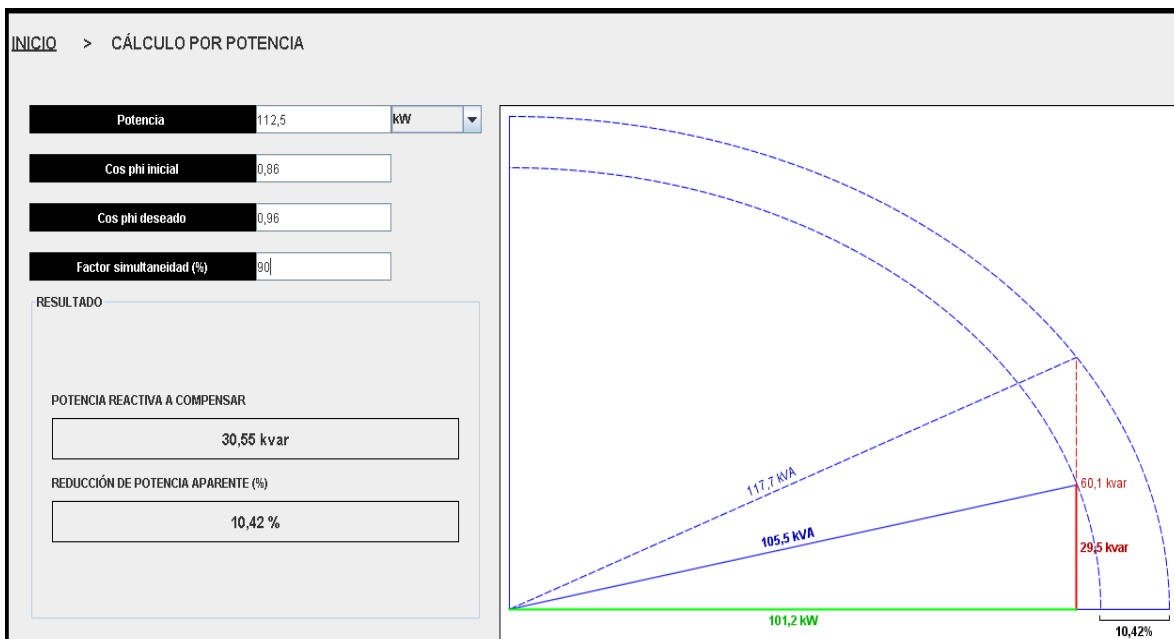 INICIO > CÁLCULO POR POTENCIA
Potencia 112,5 kW
Cos phi inicial 0,86
Cos phi deseado 0,96
Factor simultaneidad (%) 90
RESULTADO
POTENCIA REACTIVA A COMPENSAR
30,55 kvar
REDUCCIÓN DE POTENCIA APARENTE (%)
10,42 %
117,7 kVA
60,1 kvar
105,5 kVA
29,5 kvar
101,2 kW
10,42%